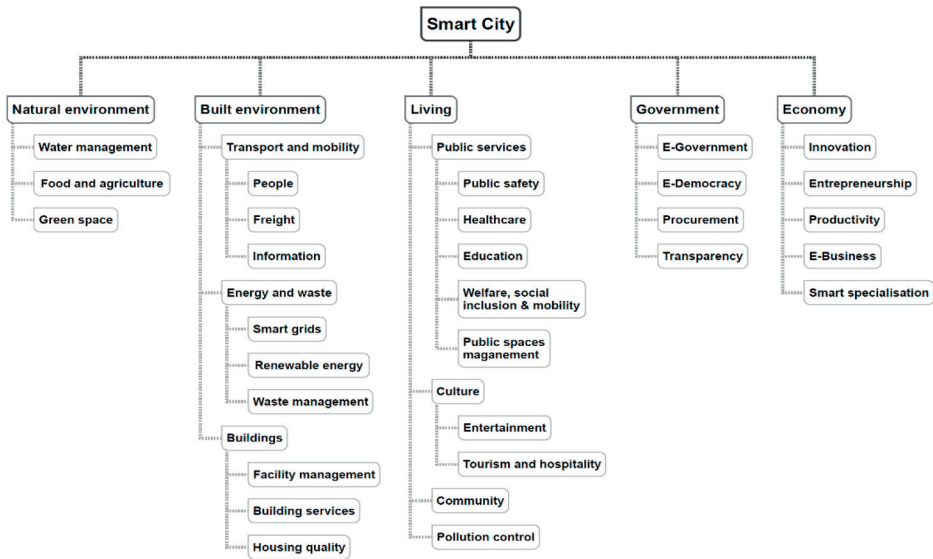 Smart City
Natural environment
Water management
Food and agriculture
Green space
Built environment
Transport and mobility
People
Freight
Information
Energy and waste
Smart grids
Renewable energy
Waste management
Buildings
Facility management
Building services
Housing quality
Living
Public services
Public safety
Healthcare
Education
Welfare, social
inclusion & mobility
Public spaces
maganement
Culture
Entertainment
Tourism and hospitality
Community
Pollution control
Government
E-Government
E-Democracy
Procurement
Transparency
Economy
Innovation
Entrepreneurship
Productivity
E-Business
Smart specialisation